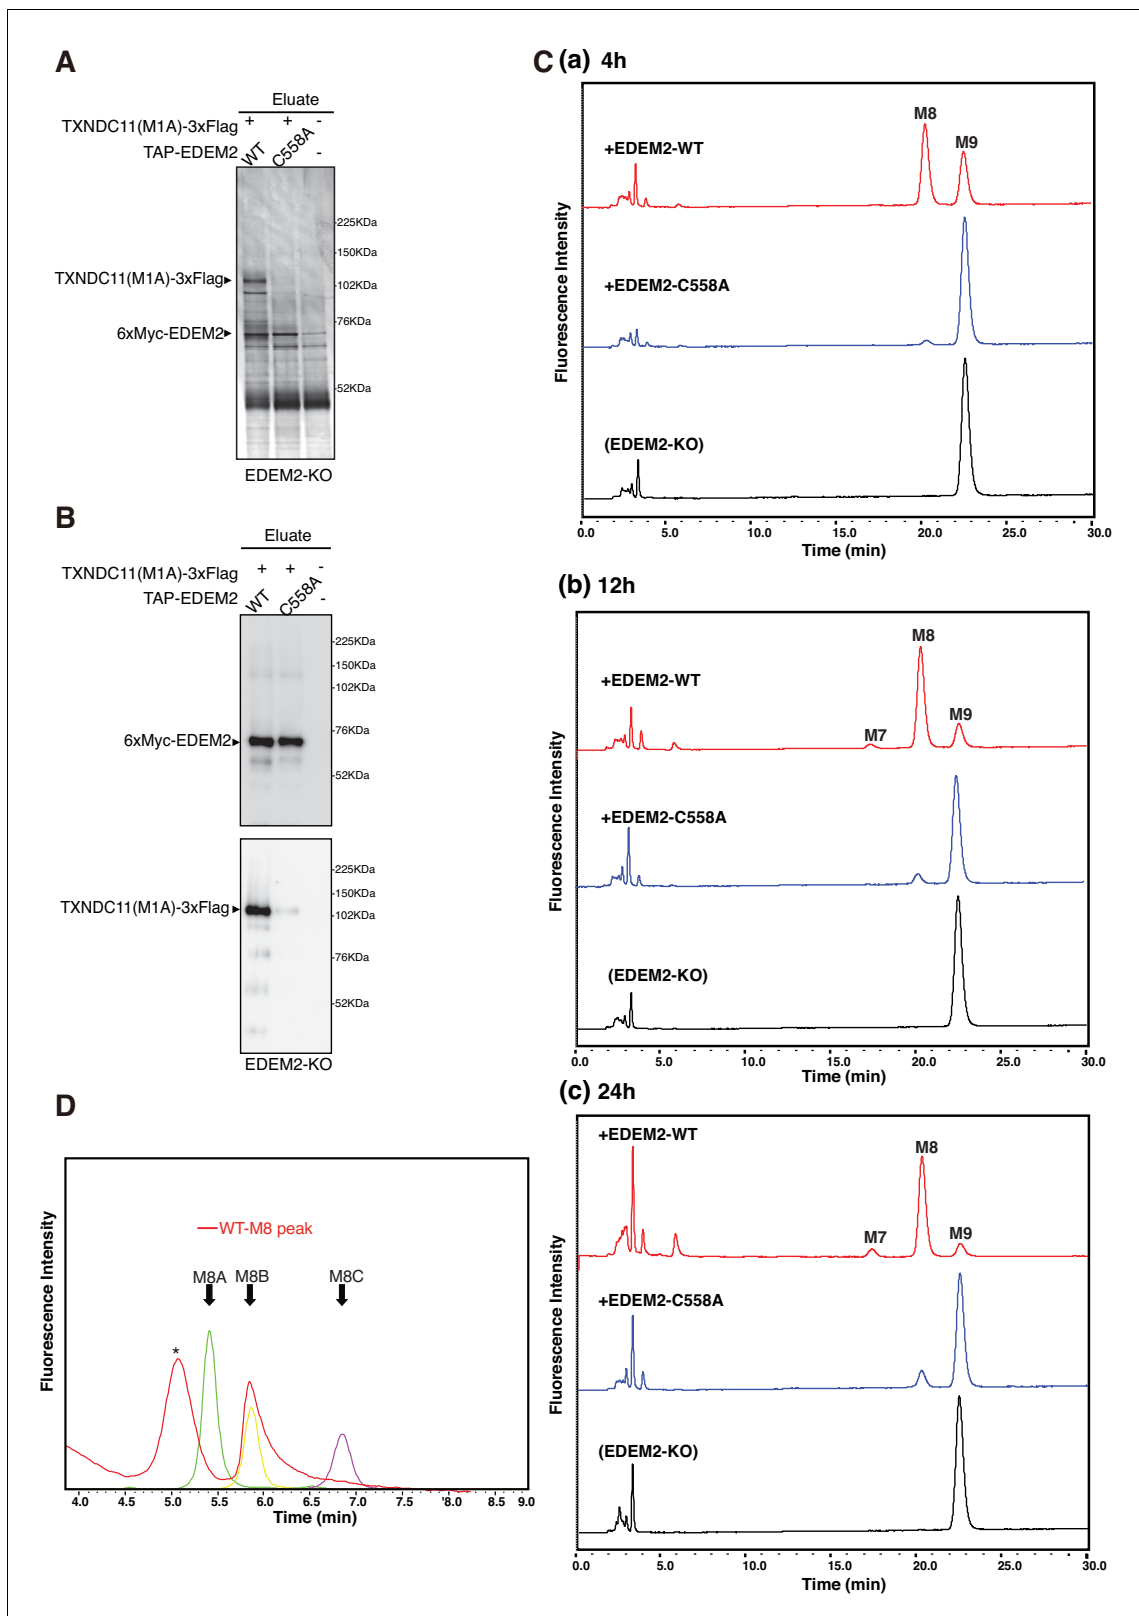 A
Eluate
TXNDC11(M1A)-3xFlag + + -
TAP-EDEM2 WT C558A -
-225KDa
-150KDa
TXNDC11(M1A)-3xFlag
-102KDa
-76KDa
6xMyc-EDEM2
-52KDa
EDEM2-KO
B
Eluate
TXNDC11(M1A)-3xFlag + + -
TAP-EDEM2 WT C558A -
-225KDa
-150KDa
-102KDa
6xMyc-EDEM2
-76KDa
-52KDa
-225KDa
-150KDa
TXNDC11(M1A)-3xFlag
-102KDa
-76KDa
-52KDa
EDEM2-KO
C (a) 4h
M8
M9
+EDEM2-WT
+EDEM2-C558A
(EDEM2-KO)
Fluorescence Intensity
0.0 5.0 10.0 15.0 20.0 25.0 30.0
Time (min)
(b) 12h
M8
M9
M7
+EDEM2-WT
+EDEM2-C558A
(EDEM2-KO)
Fluorescence Intensity
0 5.0 10.0 15.0 20.0 25.0 30.0
Time (min)
(c) 24h
+EDEM2-WT
M8
M7
M9
+EDEM2-C558A
(EDEM2-KO)
Fluorescence Intensity
0.0 5.0 10.0 15.0 20.0 25.0 30.0
Time (min)
D
WT-M8 peak
M8A M8B M8C
*
Fluorescence Intensity
4.0 4.5 5.0 5.5 6.0 6.5 7.0 7.5 8.0 8.5 9.0
Time (min)